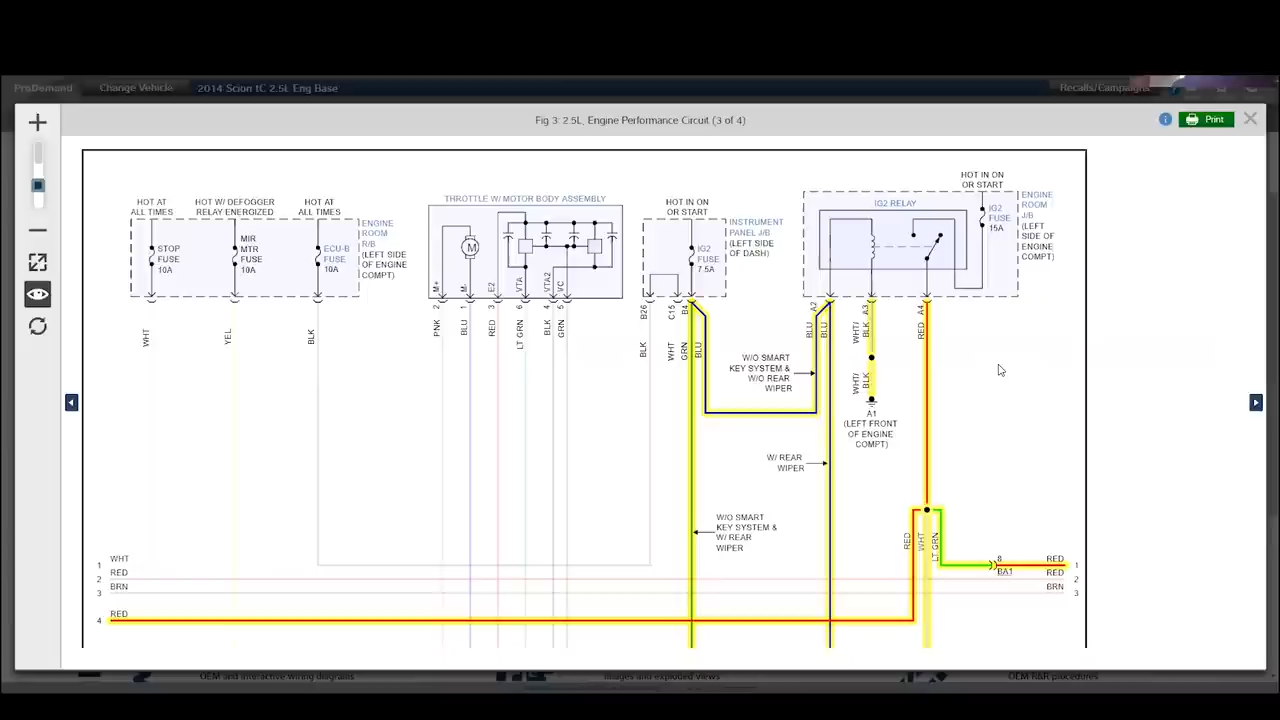 ProDemand Change Vehicle 2014 Scion tC 2.5L Eng Base Recalls/Campaigns
Fig 3: 2.5L, Engine Performance Circuit (3 of 4)
Print
HOT AT
ALL TIMES
HOT W/ DEFOGGER
RELAY ENERGIZED
HOT AT
ALL TIMES
STOP
FUSE
10A
MIR
MTR
FUSE
10A
ECU-B
FUSE
10A
ENGINE
ROOM
R/B
(LEFT SIDE
OF ENGINE
COMPT)
WHT
YEL
BLK
THROTTLE W/ MOTOR BODY ASSEMBLY
M
M+
M-
E2
VTA
VTA2
VC
2
1
3
6
4
5
PNK
BLU
RED
LT GRN
BLK
GRN
HOT IN ON
OR START
IG2
FUSE
7.5A
INSTRUMENT
PANEL J/B
(LEFT SIDE
OF DASH)
B26
C15
B4
BLK
WHT
GRN
BLU
HOT IN ON
OR START
IG2 RELAY
IG2
FUSE
15A
ENGINE
ROOM
J/B
(LEFT
SIDE OF
ENGINE
COMPT)
A2
A3
A4
BLU
BLU
WHT/
BLK
RED
W/O SMART
KEY SYSTEM &
W/O REAR
WIPER
WHT/
BLK
A1
(LEFT FRONT
OF ENGINE
COMPT)
W/ REAR
WIPER
W/O SMART
KEY SYSTEM &
W/ REAR
WIPER
RED
WHT
LT GRN
8
BA1
1 WHT
2 RED
3 BRN
4 RED
RED 1
RED 2
BRN 3
OEM and interactive wiring diagrams
Images and exploded views
OEM R&R procedures